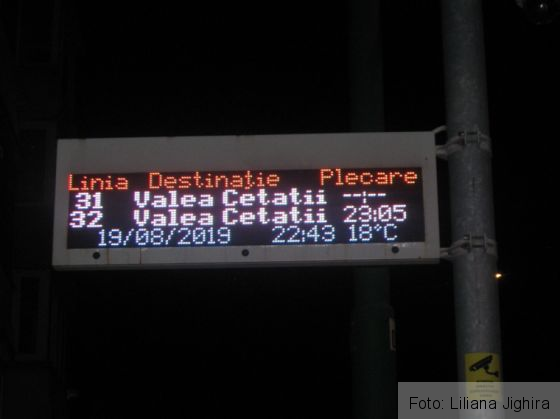 Linia Destinaţie Plecare
31 Valea Cetatii --:--
32 Valea Cetatii 23:05
19/08/2019 22:43 18°C
Foto: Liliana Jighira